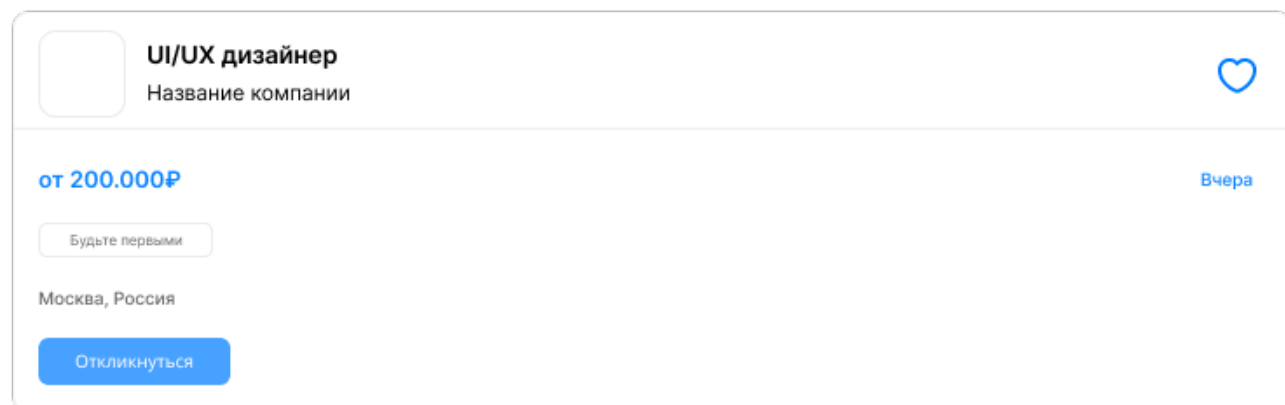 UI/UX дизайнер
Название компании
от 200.000₽
Вчера
Будьте первыми
Москва, Россия
Откликнуться